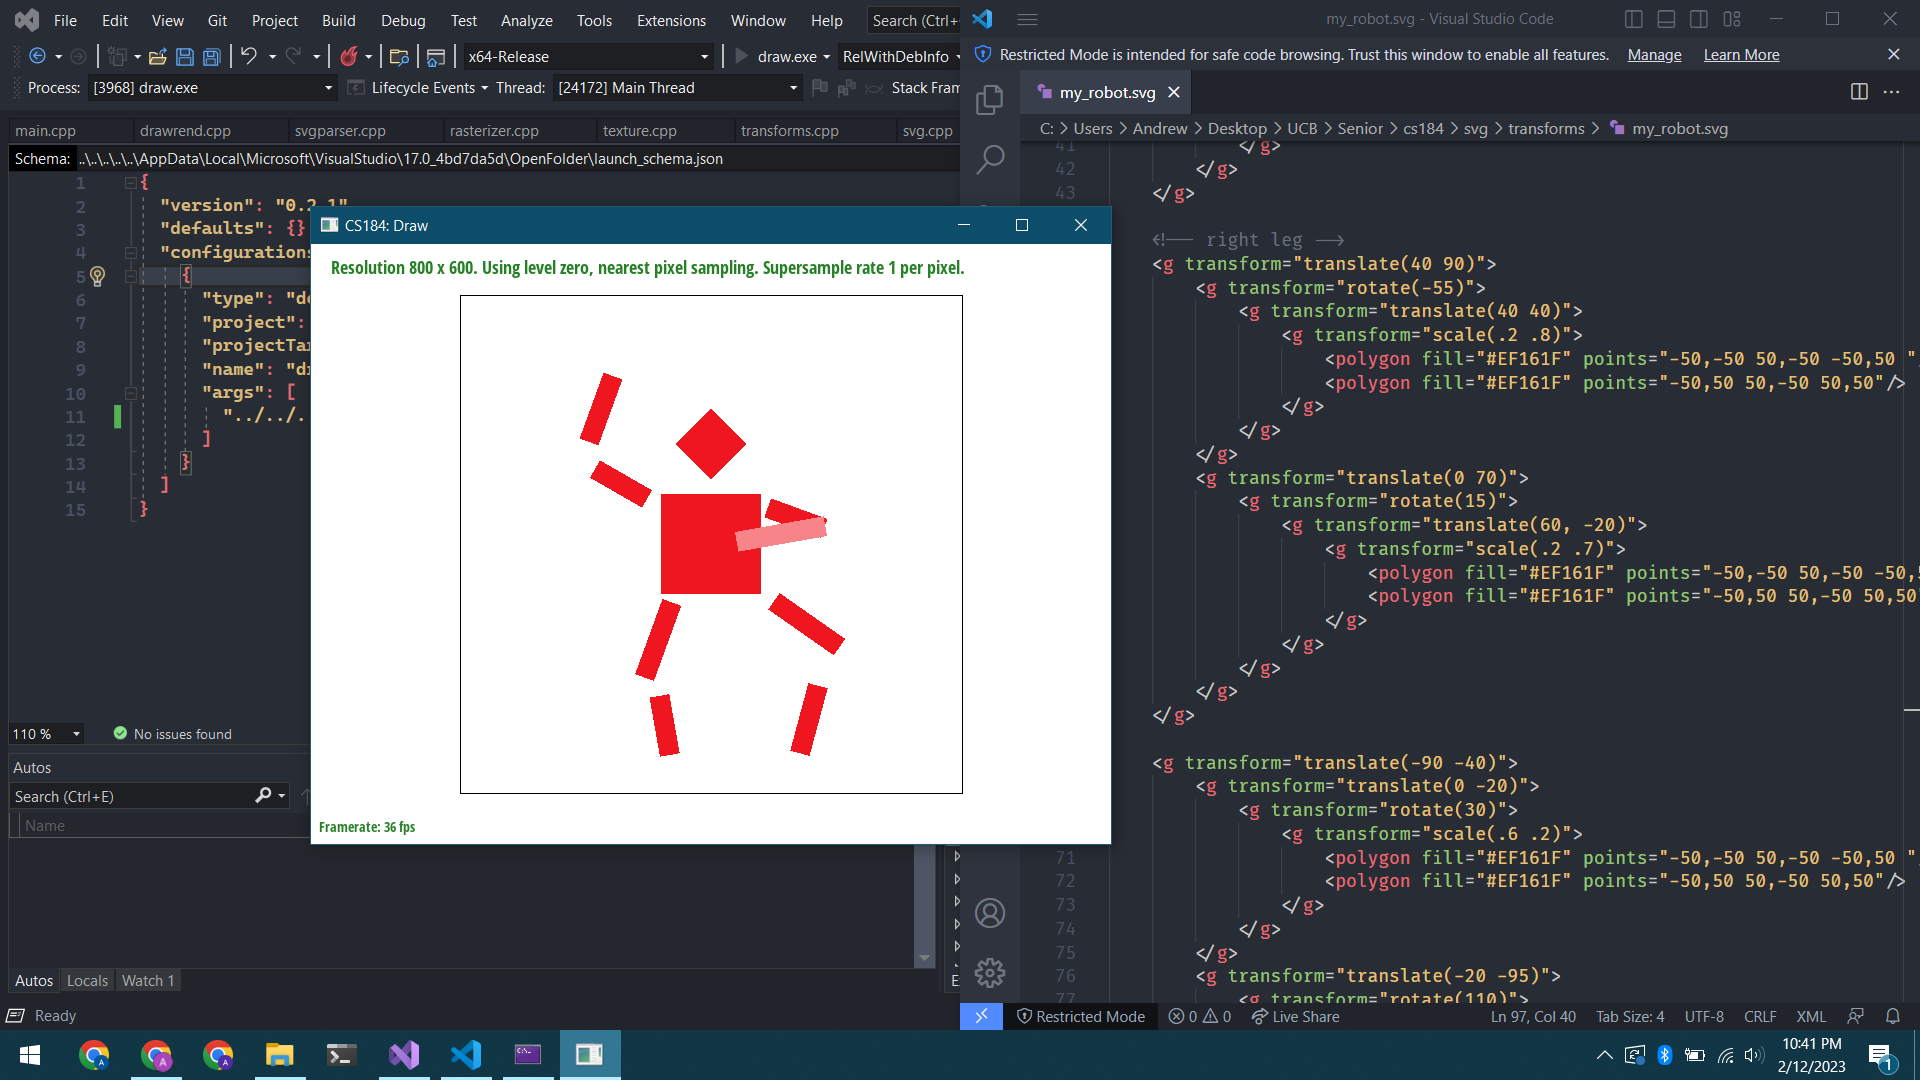 File Edit View Git Project Build Debug Test Analyze Tools Extensions Window Help Search (Ctrl+
x64-Release draw.exe RelWithDebInfo
Process: [3968] draw.exe Lifecycle Events Thread: [24172] Main Thread Stack Fram
main.cpp drawrend.cpp svgparser.cpp rasterizer.cpp texture.cpp transforms.cpp svg.cpp
Schema: ..\..\..\..\..\AppData\Local\Microsoft\VisualStudio\17.0_4bd7da5d\OpenFolder\launch_schema.json
1 {
2 "version": "0.2.1"
3 "defaults": {}
4 "configurations
5 {
6 "type": "de
7 "project":
8 "projectTar
9 "name": "dr
10 "args": [
11 "../../.
12 ]
13 }
14 ]
15 }
110 % No issues found
Autos
Search (Ctrl+E)
Name
Autos Locals Watch 1
Ready
CS184: Draw
Resolution 800 x 600. Using level zero, nearest pixel sampling. Supersample rate 1 per pixel.
Framerate: 36 fps
my_robot.svg - Visual Studio Code
Restricted Mode is intended for safe code browsing. Trust this window to enable all features. Manage Learn More
my_robot.svg
C: > Users > Andrew > Desktop > UCB > Senior > cs184 > svg > transforms > my_robot.svg
41 </g>
42 </g>
43 </g>
<!-- right leg -->
<g transform="translate(40 90)">
<g transform="rotate(-55)">
<g transform="translate(40 40)">
<g transform="scale(.2 .8)">
<polygon fill="#EF161F" points="-50,-50 50,-50 -50,50 "
<polygon fill="#EF161F" points="-50,50 50,-50 50,50"/>
</g>
</g>
</g>
<g transform="translate(0 70)">
<g transform="rotate(15)">
<g transform="translate(60, -20)">
<g transform="scale(.2 .7)">
<polygon fill="#EF161F" points="-50,-50 50,-50 -50,5
<polygon fill="#EF161F" points="-50,50 50,-50 50,50"
</g>
</g>
</g>
</g>
</g>
<g transform="translate(-90 -40)">
<g transform="translate(0 -20)">
<g transform="rotate(30)">
<g transform="scale(.6 .2)">
71 <polygon fill="#EF161F" points="-50,-50 50,-50 -50,50 "
72 <polygon fill="#EF161F" points="-50,50 50,-50 50,50"/>
73 </g>
74 </g>
75 </g>
76 <g transform="translate(-20 -95)">
77 <g transform="rotate(110)">
Restricted Mode 0 0 Live Share Ln 97, Col 40 Tab Size: 4 UTF-8 CRLF XML
10:41 PM
2/12/2023
1